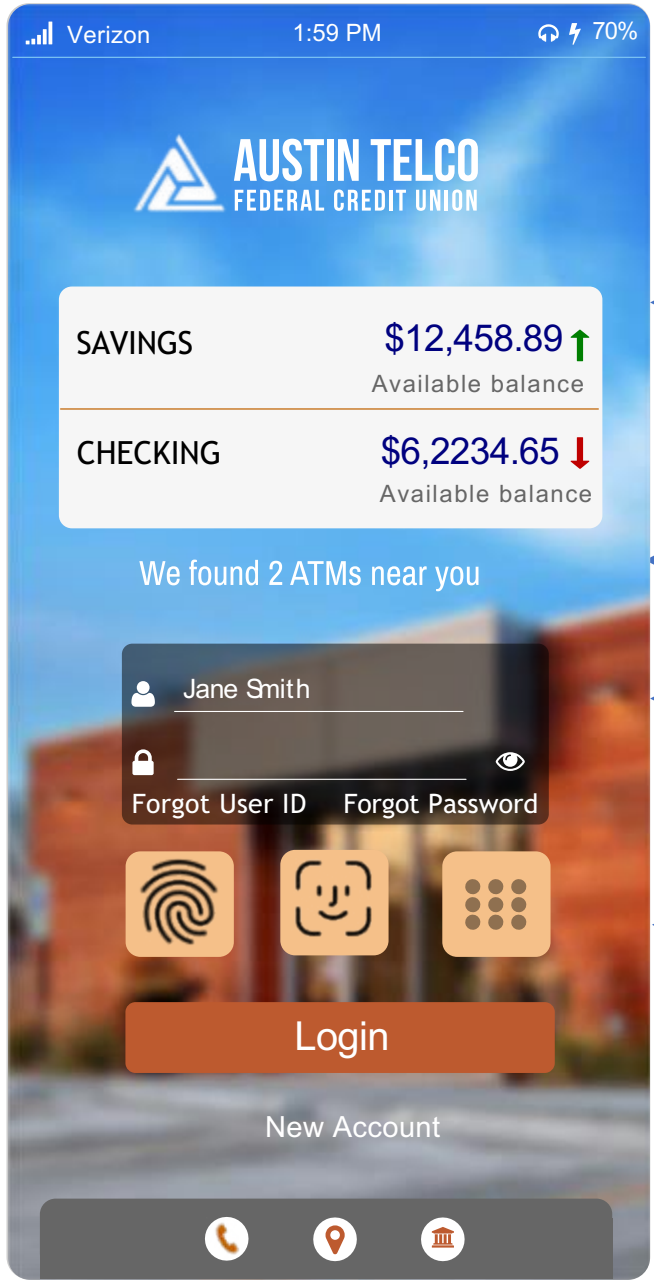 Verizon 1:59 PM 70%
AUSTIN TELCO
FEDERAL CREDIT UNION
SAVINGS $12,458.89
Available balance
CHECKING $6,2234.65
Available balance
We found 2 ATMs near you
Jane Smith
Forgot User ID Forgot Password
Login
New Account